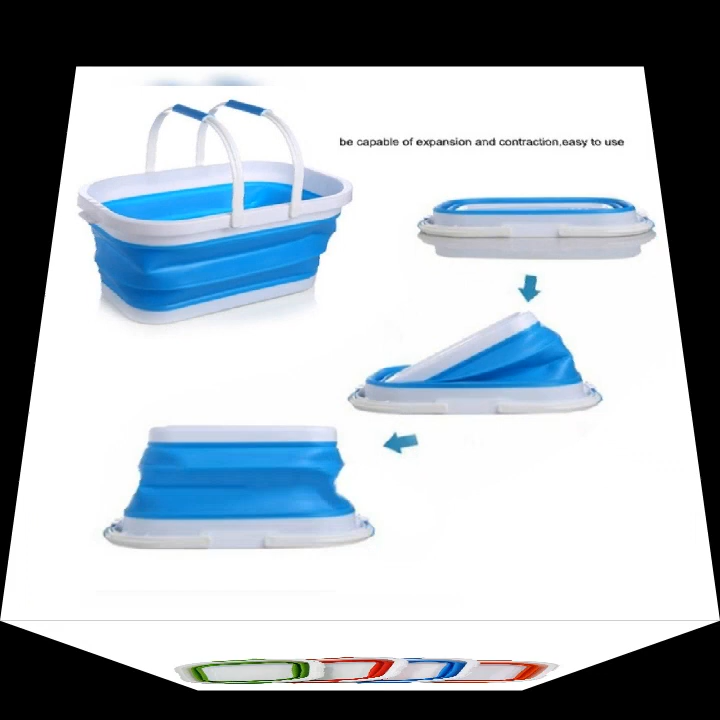 be capable of expansion and contraction,easy to use